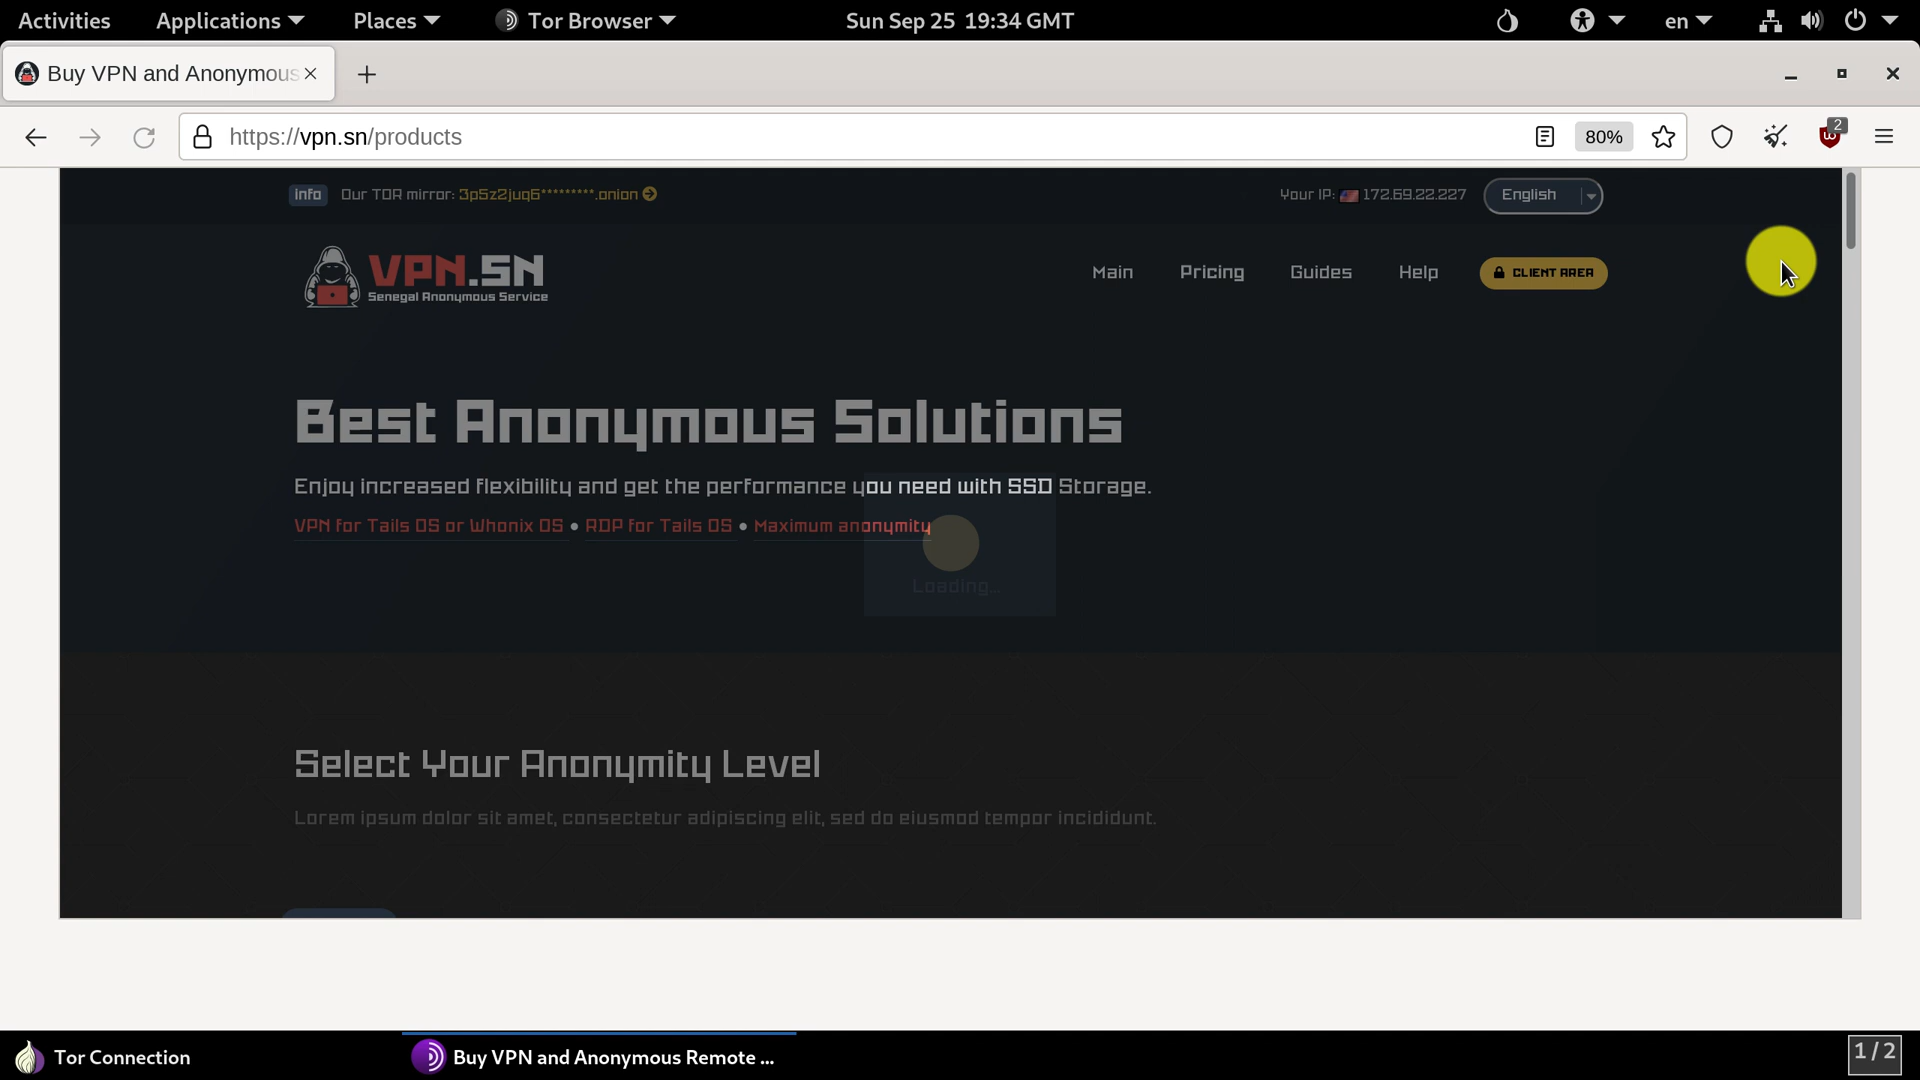 Activities Applications Places Tor Browser Sun Sep 25 19:34 GMT en
Buy VPN and Anonymous
https://vpn.sn/products 80% 2
info Our TOR mirror: 3p5z2juq6*********.onion Your IP: 172.69.22.227 English
VPN.SN
Senegal Anonymous Service
Main Pricing Guides Help CLIENT AREA
Best Anonymous Solutions
Enjoy increased flexibility and get the performance you need with SSD Storage.
VPN for Tails OS or Whonix OS • RDP for Tails OS • Maximum anonymity
Loading...
Select Your Anonymity Level
Lorem ipsum dolor sit amet, consectetur adipiscing elit, sed do eiusmod tempor incididunt.
Tor Connection Buy VPN and Anonymous Remote ... 1/2